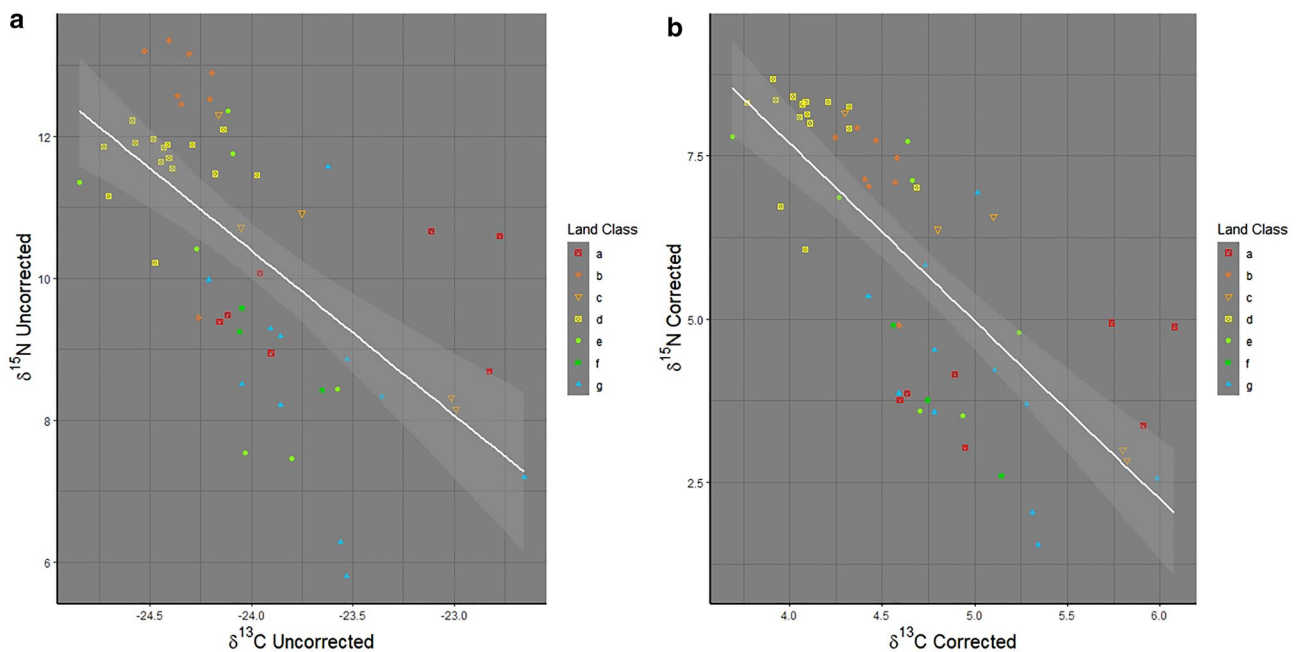 a
δ15N Uncorrected
12
10
8
6
-24.5 -24.0 -23.5 -23.0
δ13C Uncorrected
Land Class
a
b
c
d
e
f
g
b
δ15N Corrected
7.5
5.0
2.5
4.0 4.5 5.0 5.5 6.0
δ13C Corrected
Land Class
a
b
c
d
e
f
g